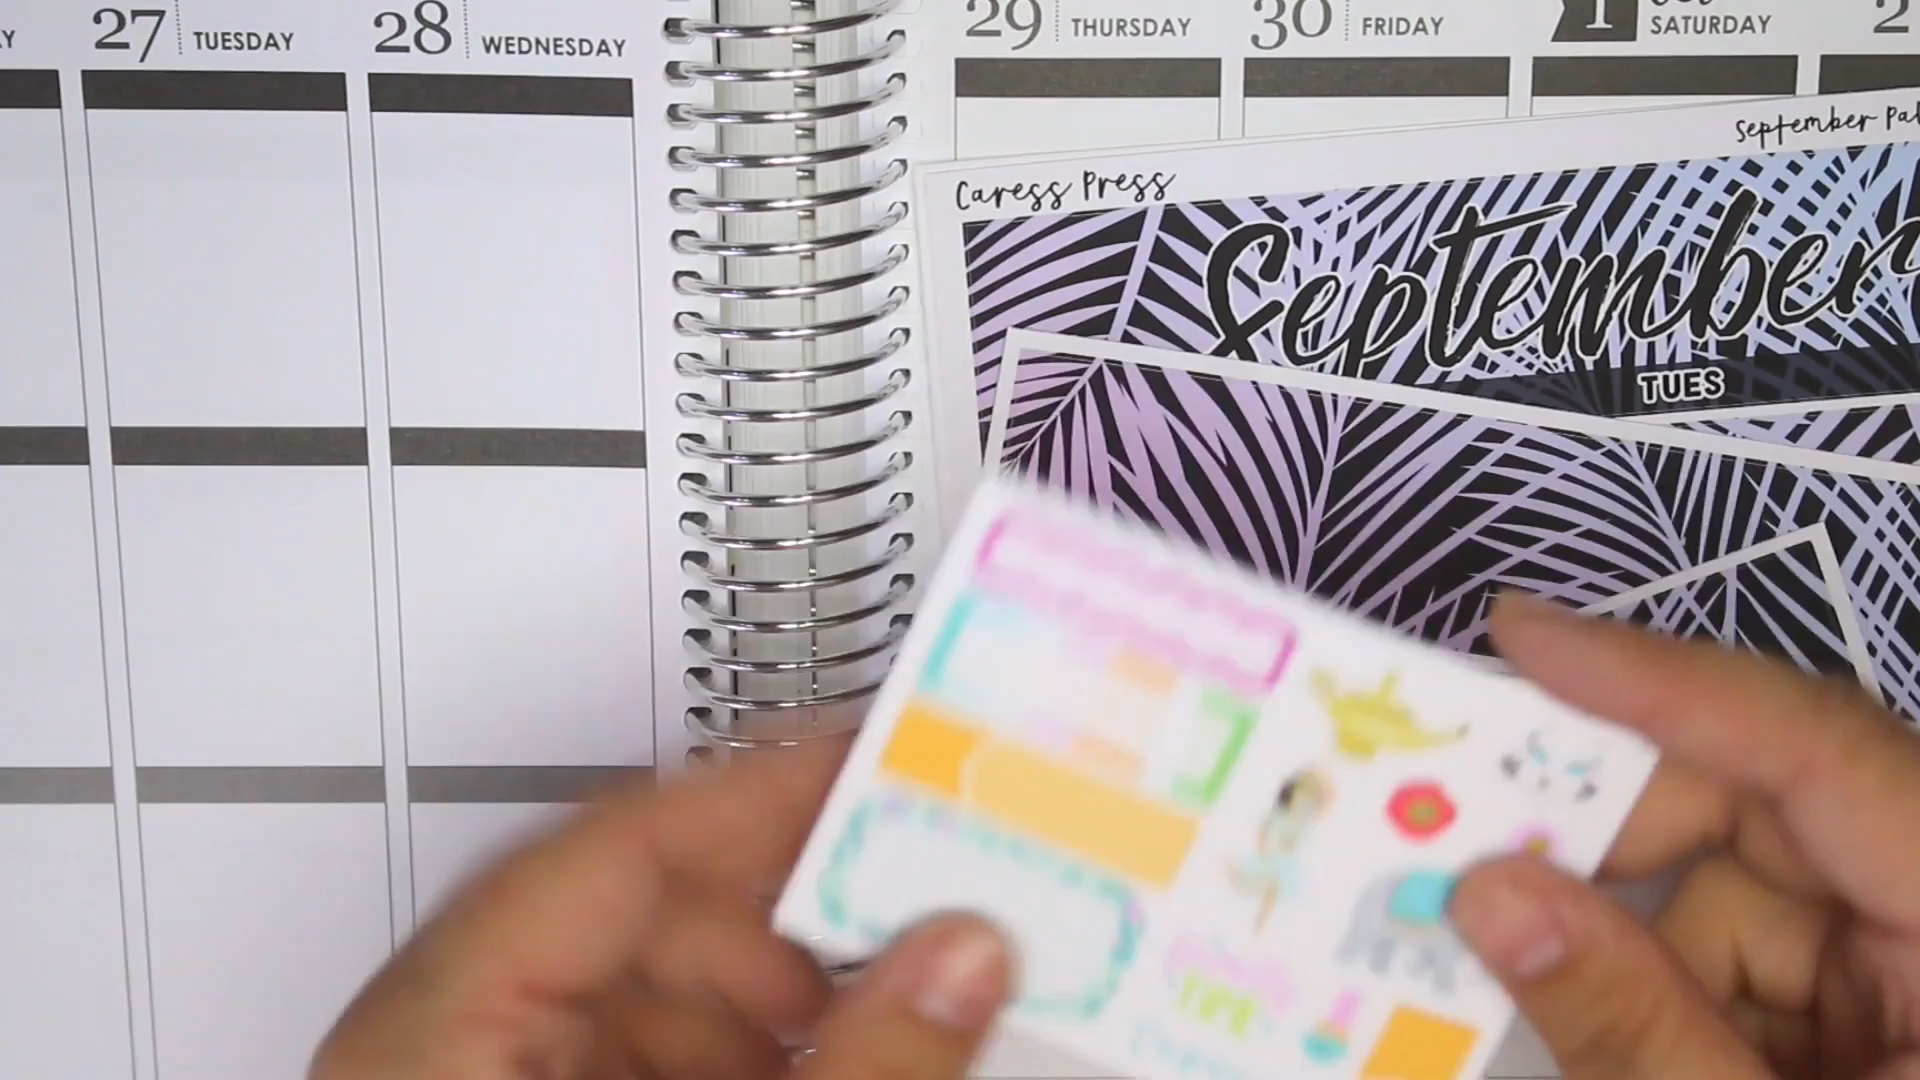 27 TUESDAY
28 WEDNESDAY
29 THURSDAY
30 FRIDAY
1 SATURDAY
2
Caress Press
September
September
TUES